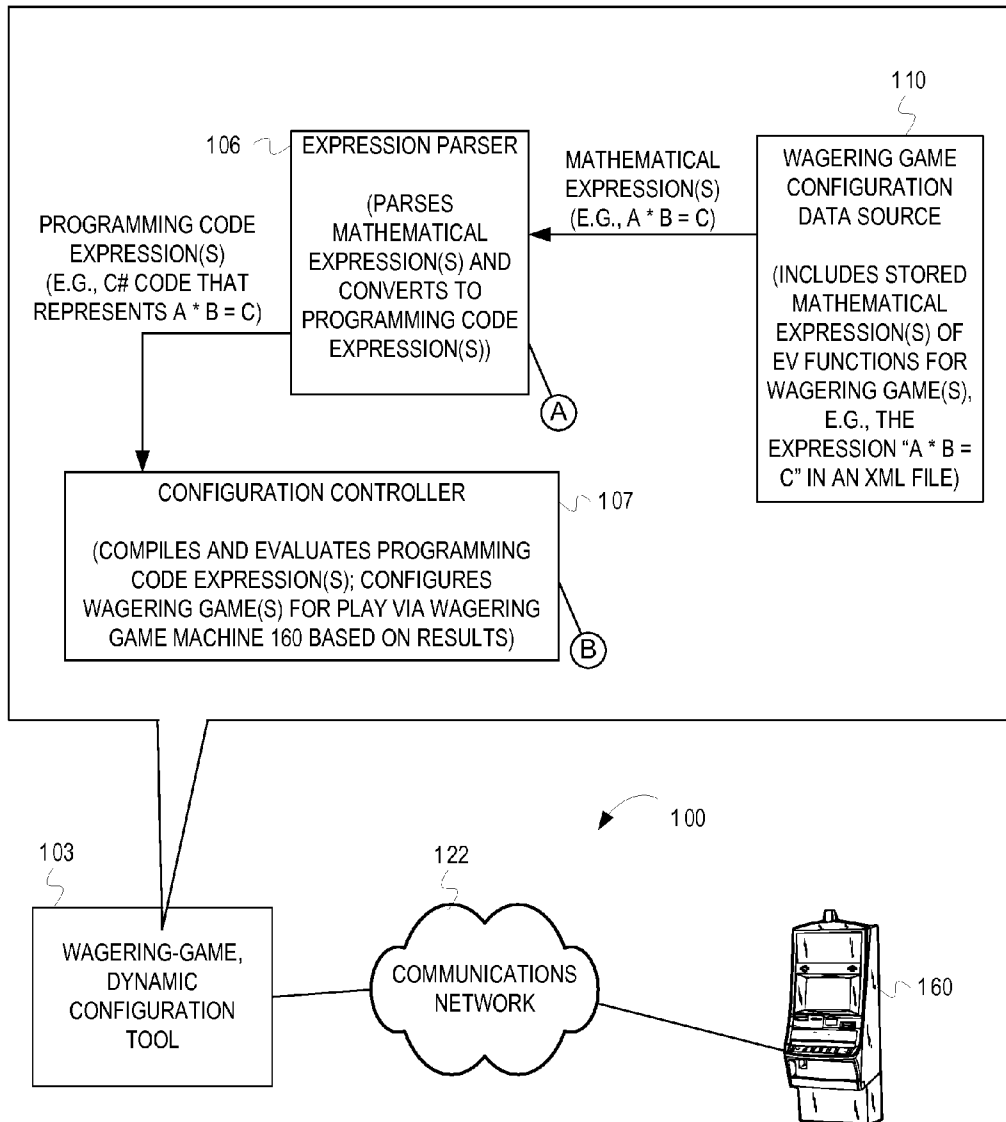 110
WAGERING GAME
CONFIGURATION
DATA SOURCE
(INCLUDES STORED
MATHEMATICAL
EXPRESSION(S) OF
EV FUNCTIONS FOR
WAGERING GAME(S),
E.G., THE
EXPRESSION “A * B =
C” IN AN XML FILE)
MATHEMATICAL
EXPRESSION(S)
(E.G., A * B = C)
106
EXPRESSION PARSER
(PARSES
MATHEMATICAL
EXPRESSION(S) AND
CONVERTS TO
PROGRAMMING CODE
EXPRESSION(S))
A
PROGRAMMING CODE
EXPRESSION(S)
(E.G., C# CODE THAT
REPRESENTS A * B = C)
CONFIGURATION CONTROLLER
107
(COMPILES AND EVALUATES PROGRAMMING
CODE EXPRESSION(S); CONFIGURES
WAGERING GAME(S) FOR PLAY VIA WAGERING
GAME MACHINE 160 BASED ON RESULTS)
B
100
103
WAGERING-GAME,
DYNAMIC
CONFIGURATION
TOOL
122
COMMUNICATIONS
NETWORK
160